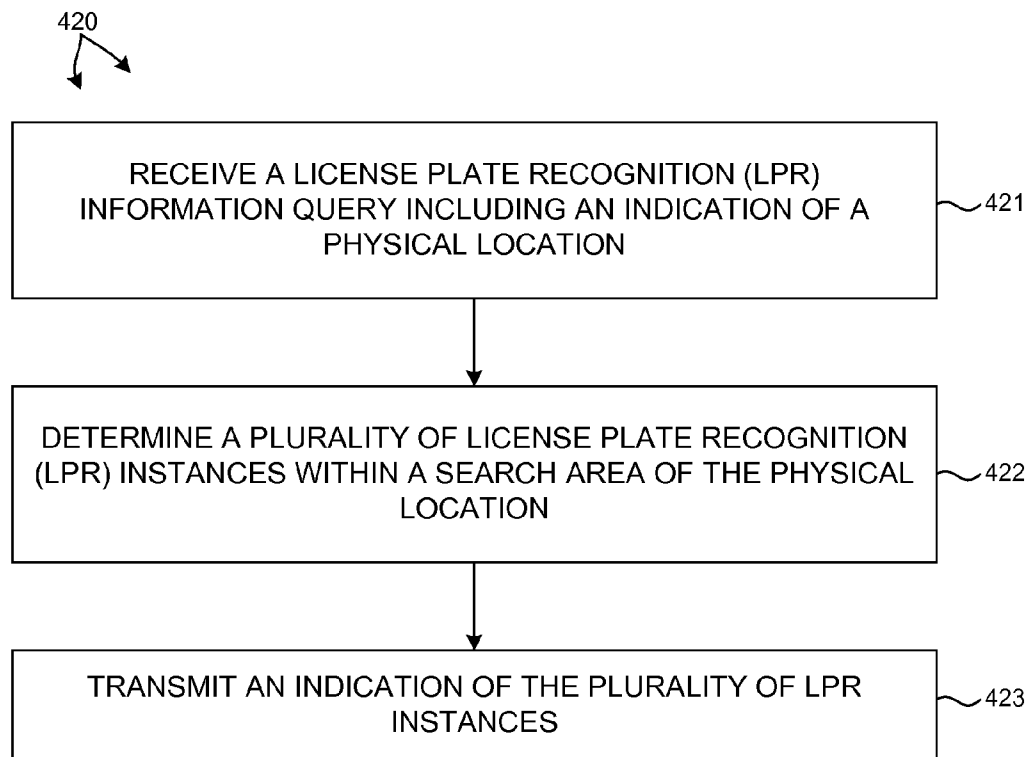 420
RECEIVE A LICENSE PLATE RECOGNITION (LPR)
INFORMATION QUERY INCLUDING AN INDICATION OF A
PHYSICAL LOCATION
421
DETERMINE A PLURALITY OF LICENSE PLATE RECOGNITION
(LPR) INSTANCES WITHIN A SEARCH AREA OF THE PHYSICAL
LOCATION
422
TRANSMIT AN INDICATION OF THE PLURALITY OF LPR
INSTANCES
423